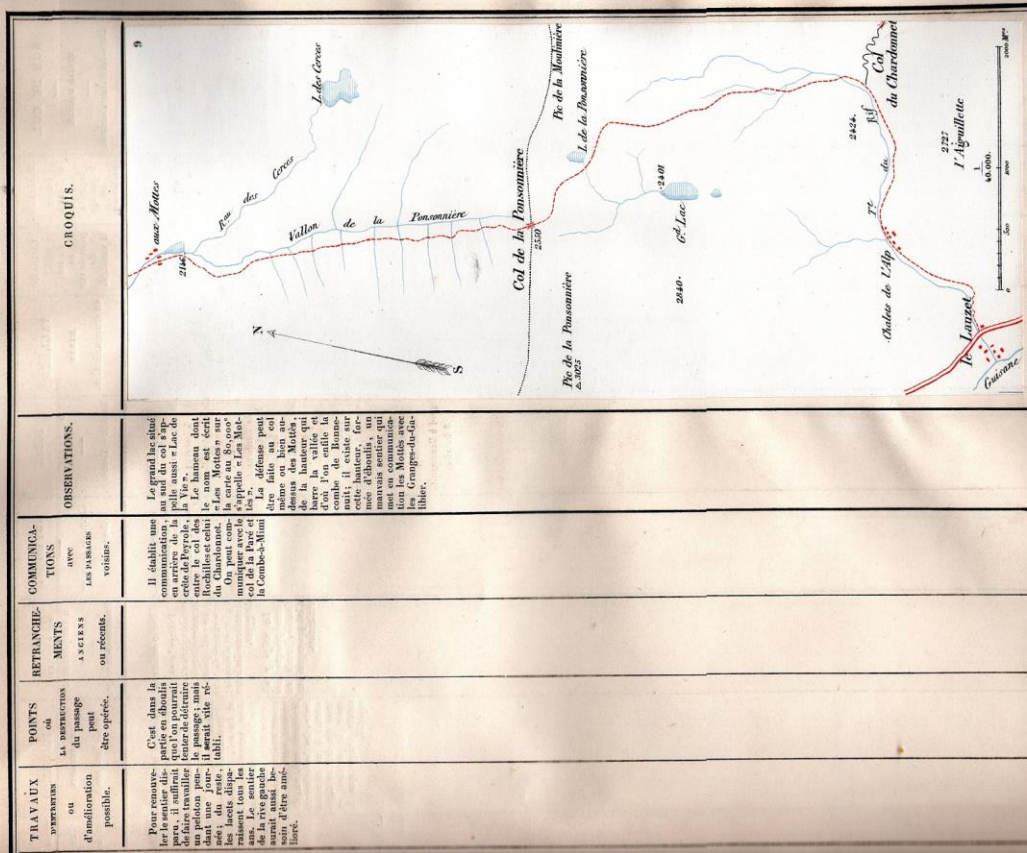 TRAVAUX
D'ENTRETIEN
ou
d'amélioration
possible.
Pour renouve-
ler le sentier dis-
paru, il suffirait
de faire travailler
un peloton pen-
dant une jour-
née; du reste,
les lacets dispa-
raissent tous les
ans. Le sentier
de la rive gauche
aurait aussi be-
soin d'être amé-
lioré.
POINTS
où
LA DESTRUCTION
du passage
peut
être opérée.
C'est dans la
partie en éboulis
que l'on pourrait
tenter de détruire
le passage; mais
il serait vite ré-
tabli.
RETRANCHE-
MENTS
ANCIENS
ou récents.
COMMUNICA-
TIONS
avec
LES PASSAGES
voisins.
Il établit une
communication,
en arrière de la
crête de Peyrole,
entre le col des
Rochilles et celui
du Chardonnet.
On peut com-
muniquer avec le
col de la Paré et
la Combe-à-Mimi
OBSERVATIONS.
Le grand lac situé
au sud du col s'ap-
pelle aussi « Lac de
la Vie ».
Le hameau dont
le nom est écrit
« Les Mottes » sur
la carte au 80,000e
s'appelle « Les Mot-
tés ».
La défense peut
être faite au col
même ou bien au-
dessus des Mottés,
de la hauteur qui
barre la vallée et
d'où l'on enfile la
combe de Bonne-
nuit; il existe sur
cette hauteur, for-
mée d'éboulis, un
mauvais sentier qui
met en communica-
tion les Mottés avec
les Granges-du-Ga-
libier.
CROQUIS.
9
aux Mottes
2146
R.au des Cerces
L. des Cerces
Vallon de la Ponsonnière
N
S
Col de la Ponsonnière
2550
Pic de la Moulinière
Pic de la Ponsonnière
3025
L. de la Ponsonnière
2401
Gd Lac
2840
Col
du Chardonnet
2424
Tt du Rif
Chalets de l'Alp
2727
l'Aiguillette
1
40.000.
0 500 1000 2000 Mres
le Lauzet
Guisane